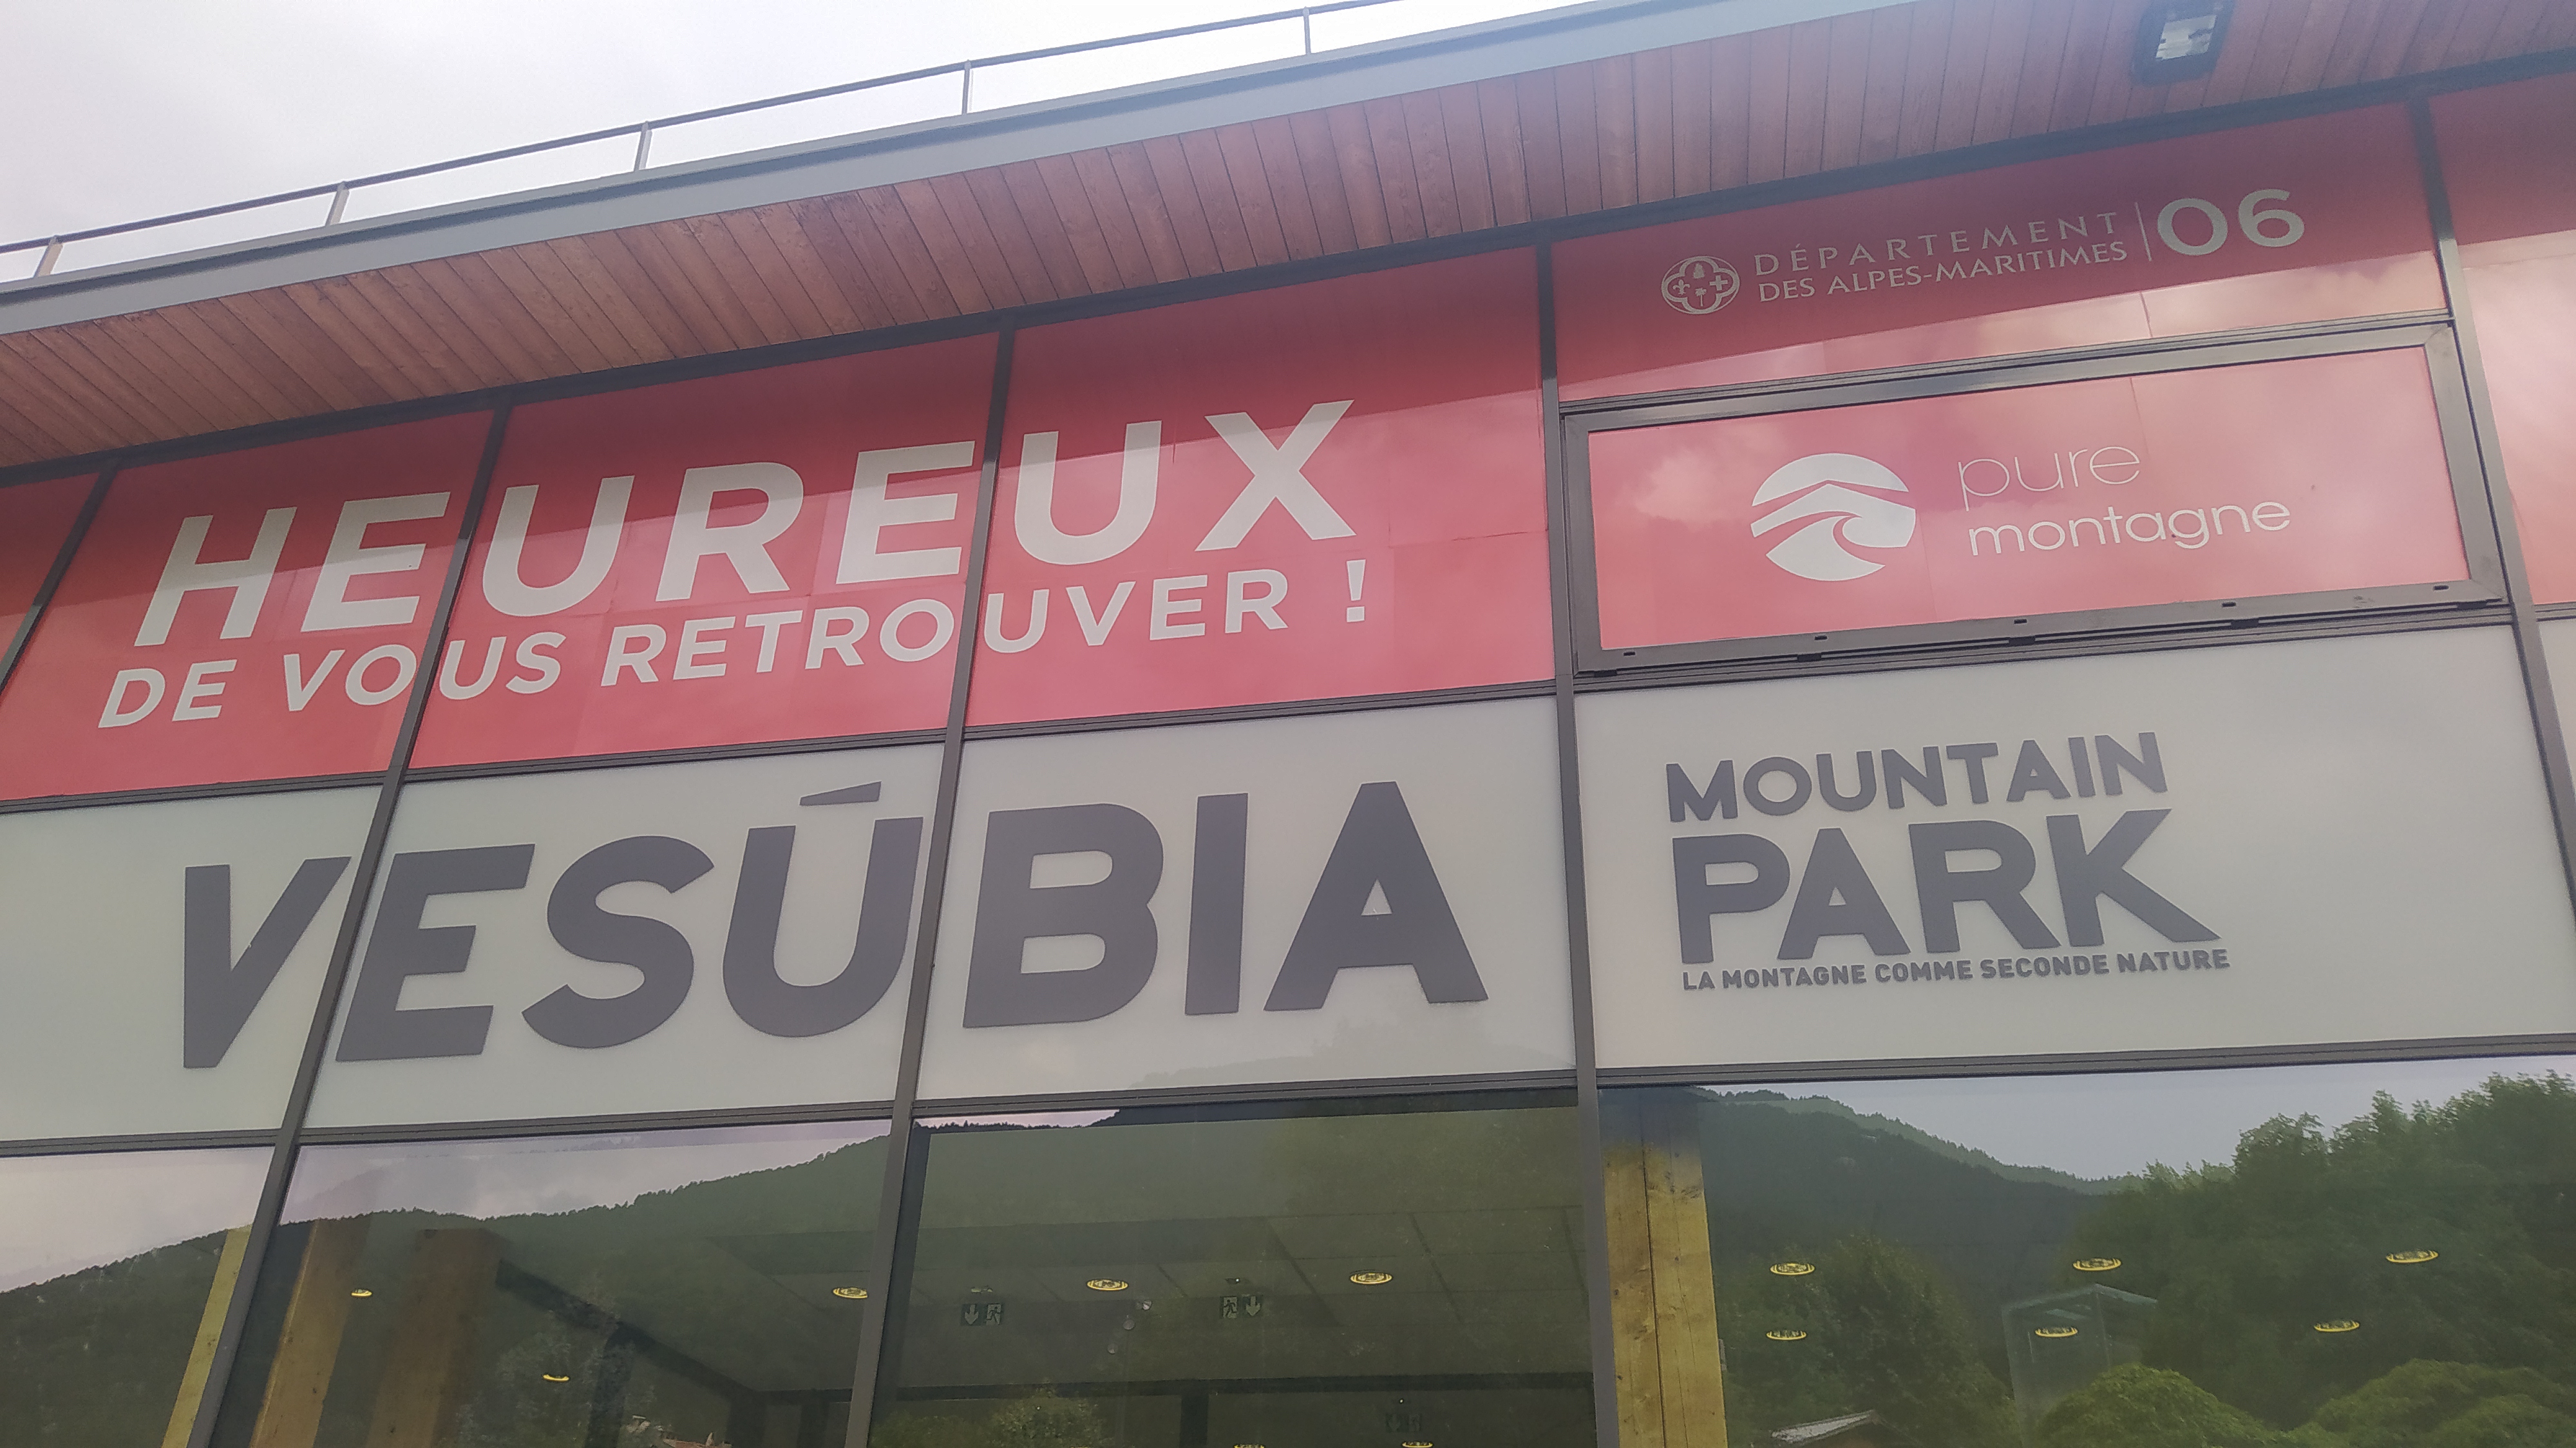 DÉPARTEMENT
DES ALPES-MARITIMES
06
HEUREUX
DE VOUS RETROUVER !
pure
montagne
VESÚBIA
MOUNTAIN
PARK
LA MONTAGNE COMME SECONDE NATURE